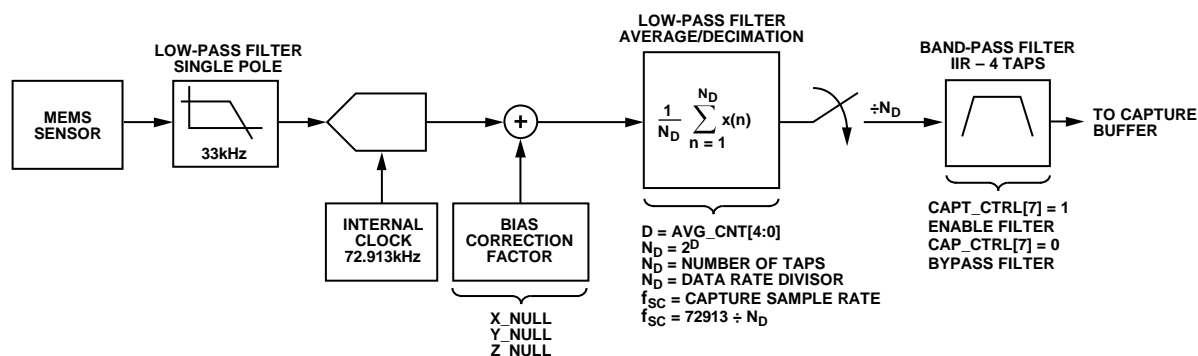 MEMS
SENSOR
LOW-PASS FILTER
SINGLE POLE
33kHz
INTERNAL
CLOCK
72.913kHz
+
BIAS
CORRECTION
FACTOR
X_NULL
Y_NULL
Z_NULL
LOW-PASS FILTER
AVERAGE/DECIMATION
1/N_D ∑ x(n)
N_D
n = 1
D = AVG_CNT[4:0]
N_D = 2^D
N_D = NUMBER OF TAPS
N_D = DATA RATE DIVISOR
f_SC = CAPTURE SAMPLE RATE
f_SC = 72913 ÷ N_D
÷N_D
BAND-PASS FILTER
IIR – 4 TAPS
CAPT_CTRL[7] = 1
ENABLE FILTER
CAP_CTRL[7] = 0
BYPASS FILTER
TO CAPTURE
BUFFER